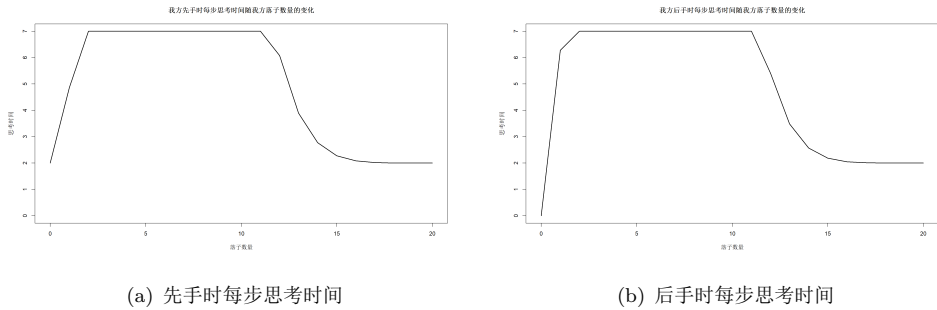 我方先手时每步思考时间随我方落子数量的变化
7
6
5
4
3
2
1
0
思考时间
0 5 10 15 20
落子数量
(a) 先手时每步思考时间
我方后手时每步思考时间随我方落子数量的变化
7
6
5
4
3
2
1
0
思考时间
0 5 10 15 20
落子数量
(b) 后手时每步思考时间